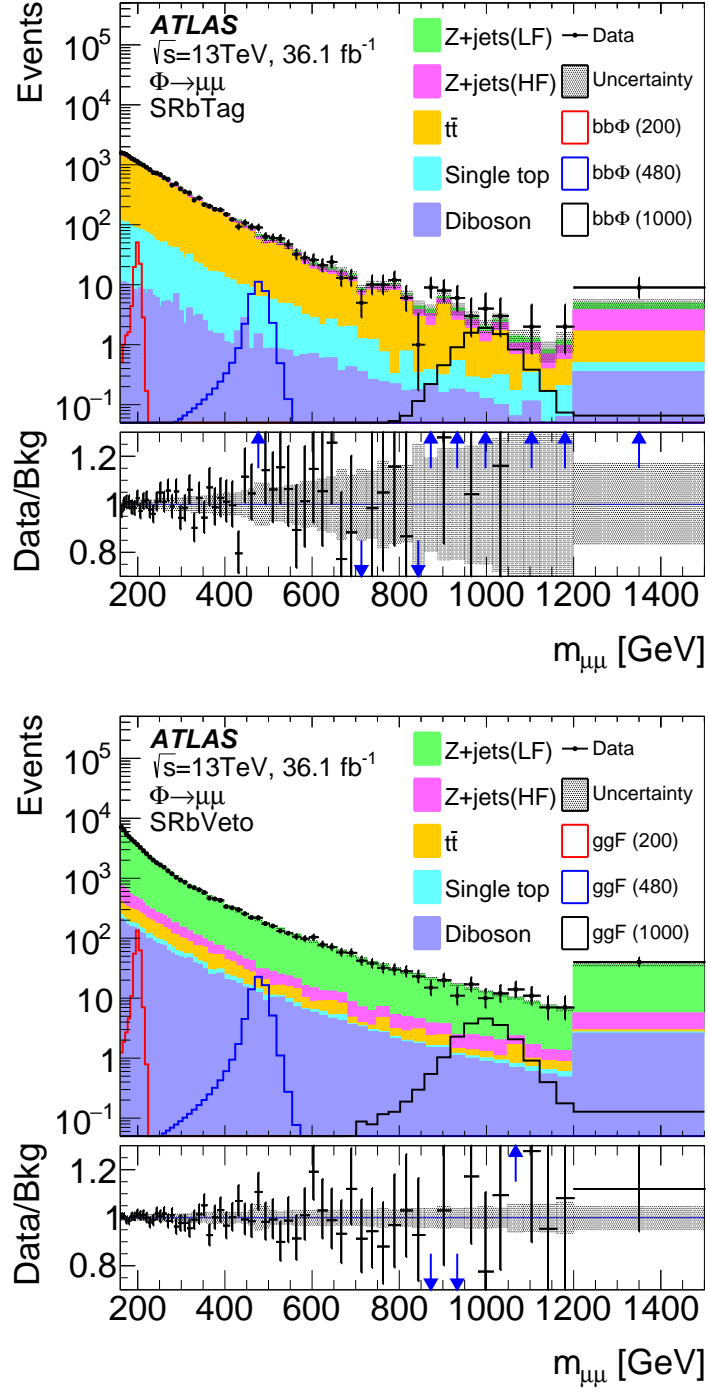 ATLAS
√s=13TeV, 36.1 fb⁻¹
Φ→μμ
SRbTag
Z+jets(LF)
Z+jets(HF)
tt̄
Single top
Diboson
Data
Uncertainty
bbΦ (200)
bbΦ (480)
bbΦ (1000)
Events
10⁵
10⁴
10³
10²
10
1
10⁻¹
Data/Bkg
1.2
1
0.8
200 400 600 800 1000 1200 1400
m_μμ [GeV]
ATLAS
√s=13TeV, 36.1 fb⁻¹
Φ→μμ
SRbVeto
Z+jets(LF)
Z+jets(HF)
tt̄
Single top
Diboson
Data
Uncertainty
ggF (200)
ggF (480)
ggF (1000)
Events
10⁵
10⁴
10³
10²
10
1
10⁻¹
Data/Bkg
1.2
1
0.8
200 400 600 800 1000 1200 1400
m_μμ [GeV]